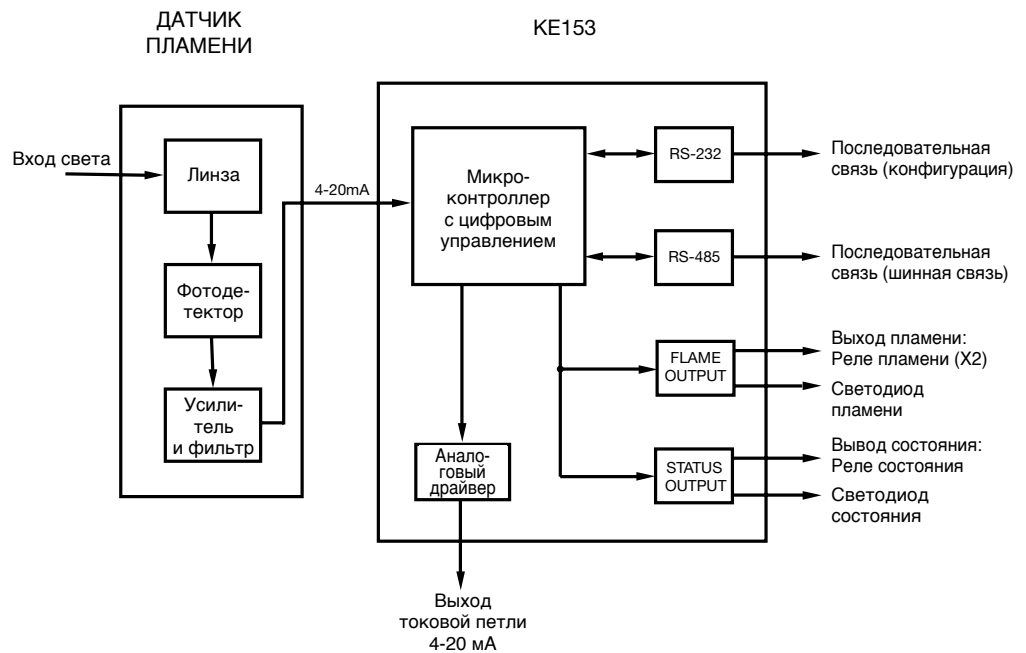 ДАТЧИК
ПЛАМЕНИ
KE153
Вход света
Линза
4-20mA
Микро-
контроллер
с цифровым
управлением
RS-232
Последовательная
связь (конфигурация)
Фотоде-
тектор
RS-485
Последовательная
связь (шинная связь)
FLAME
OUTPUT
Выход пламени:
Реле пламени (X2)
Светодиод
пламени
Усили-
тель
и фильтр
Анало-
говый
драйвер
STATUS
OUTPUT
Вывод состояния:
Реле состояния
Светодиод
состояния
Выход
токовой петли
4-20 мА